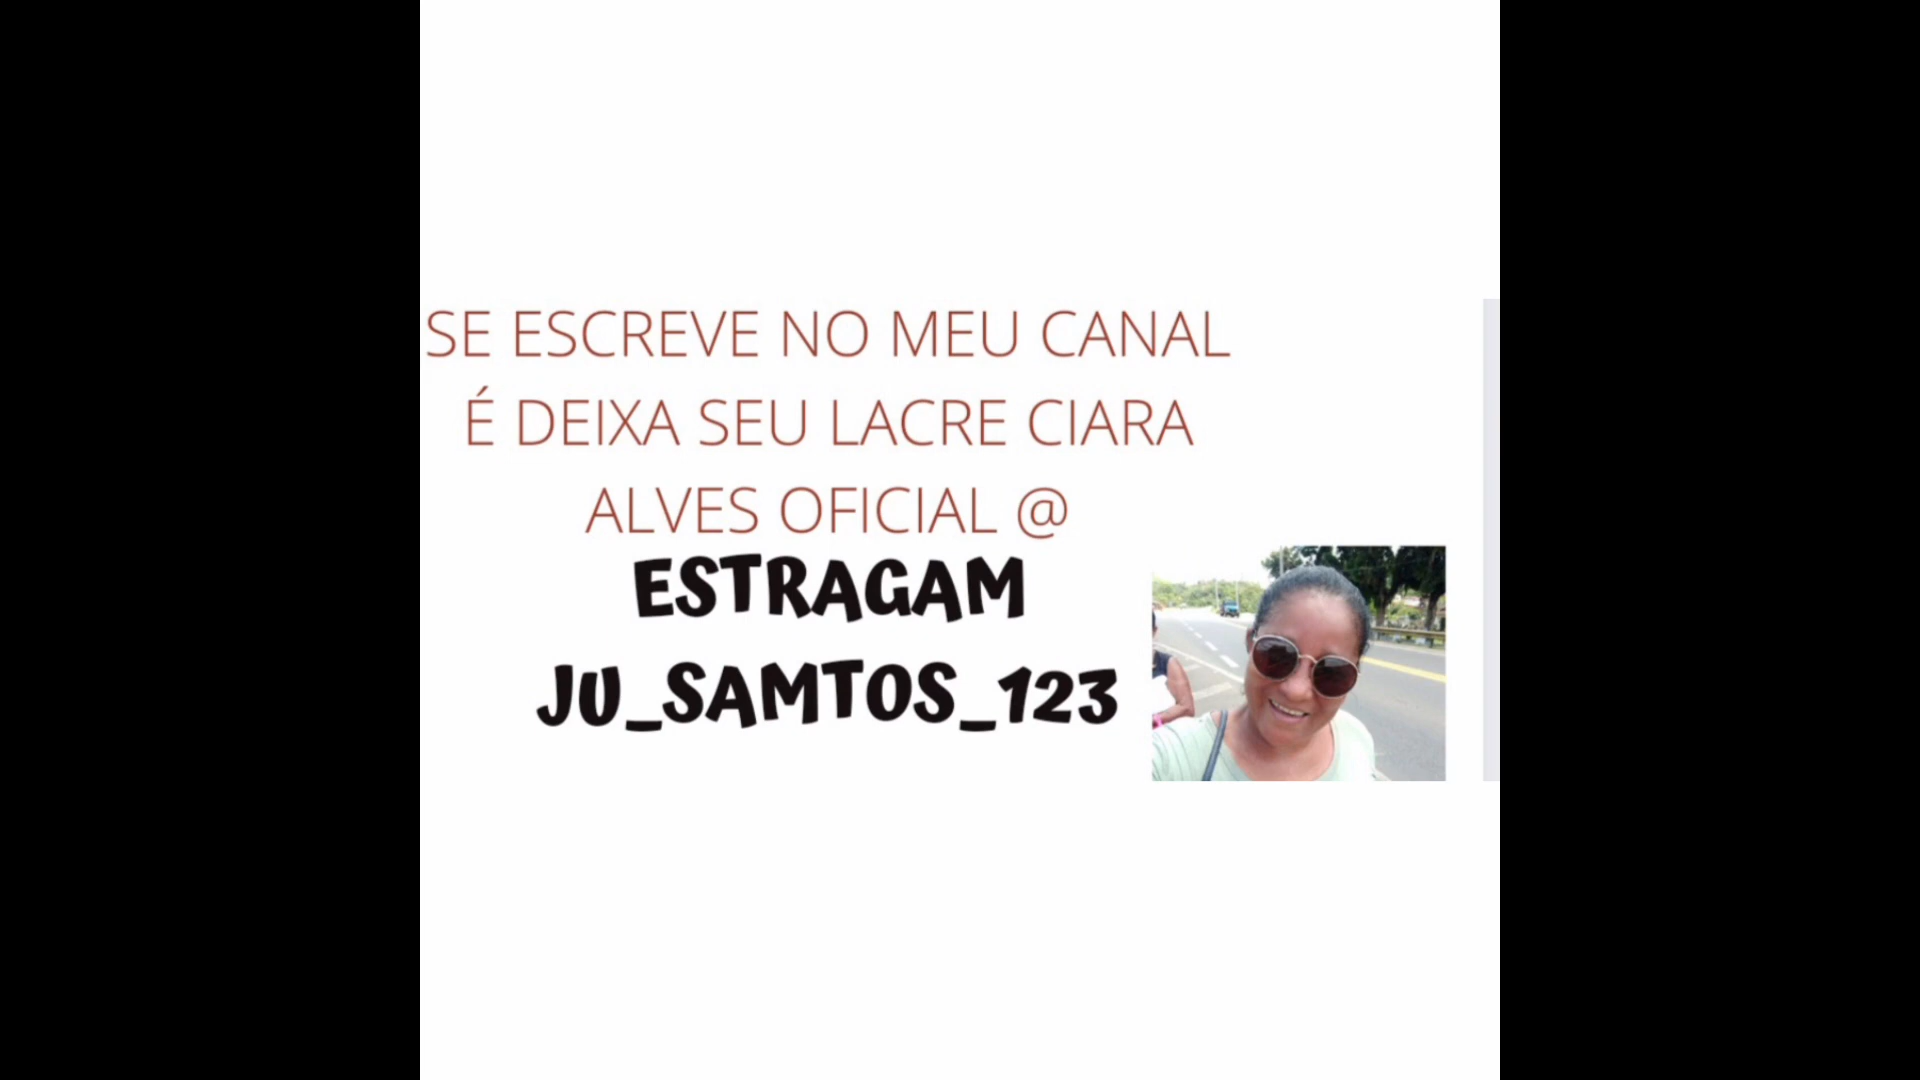 SE ESCREVE NO MEU CANAL
É DEIXA SEU LACRE CIARA
ALVES OFICIAL @
ESTRAGAM
JU_SAMTOS_123